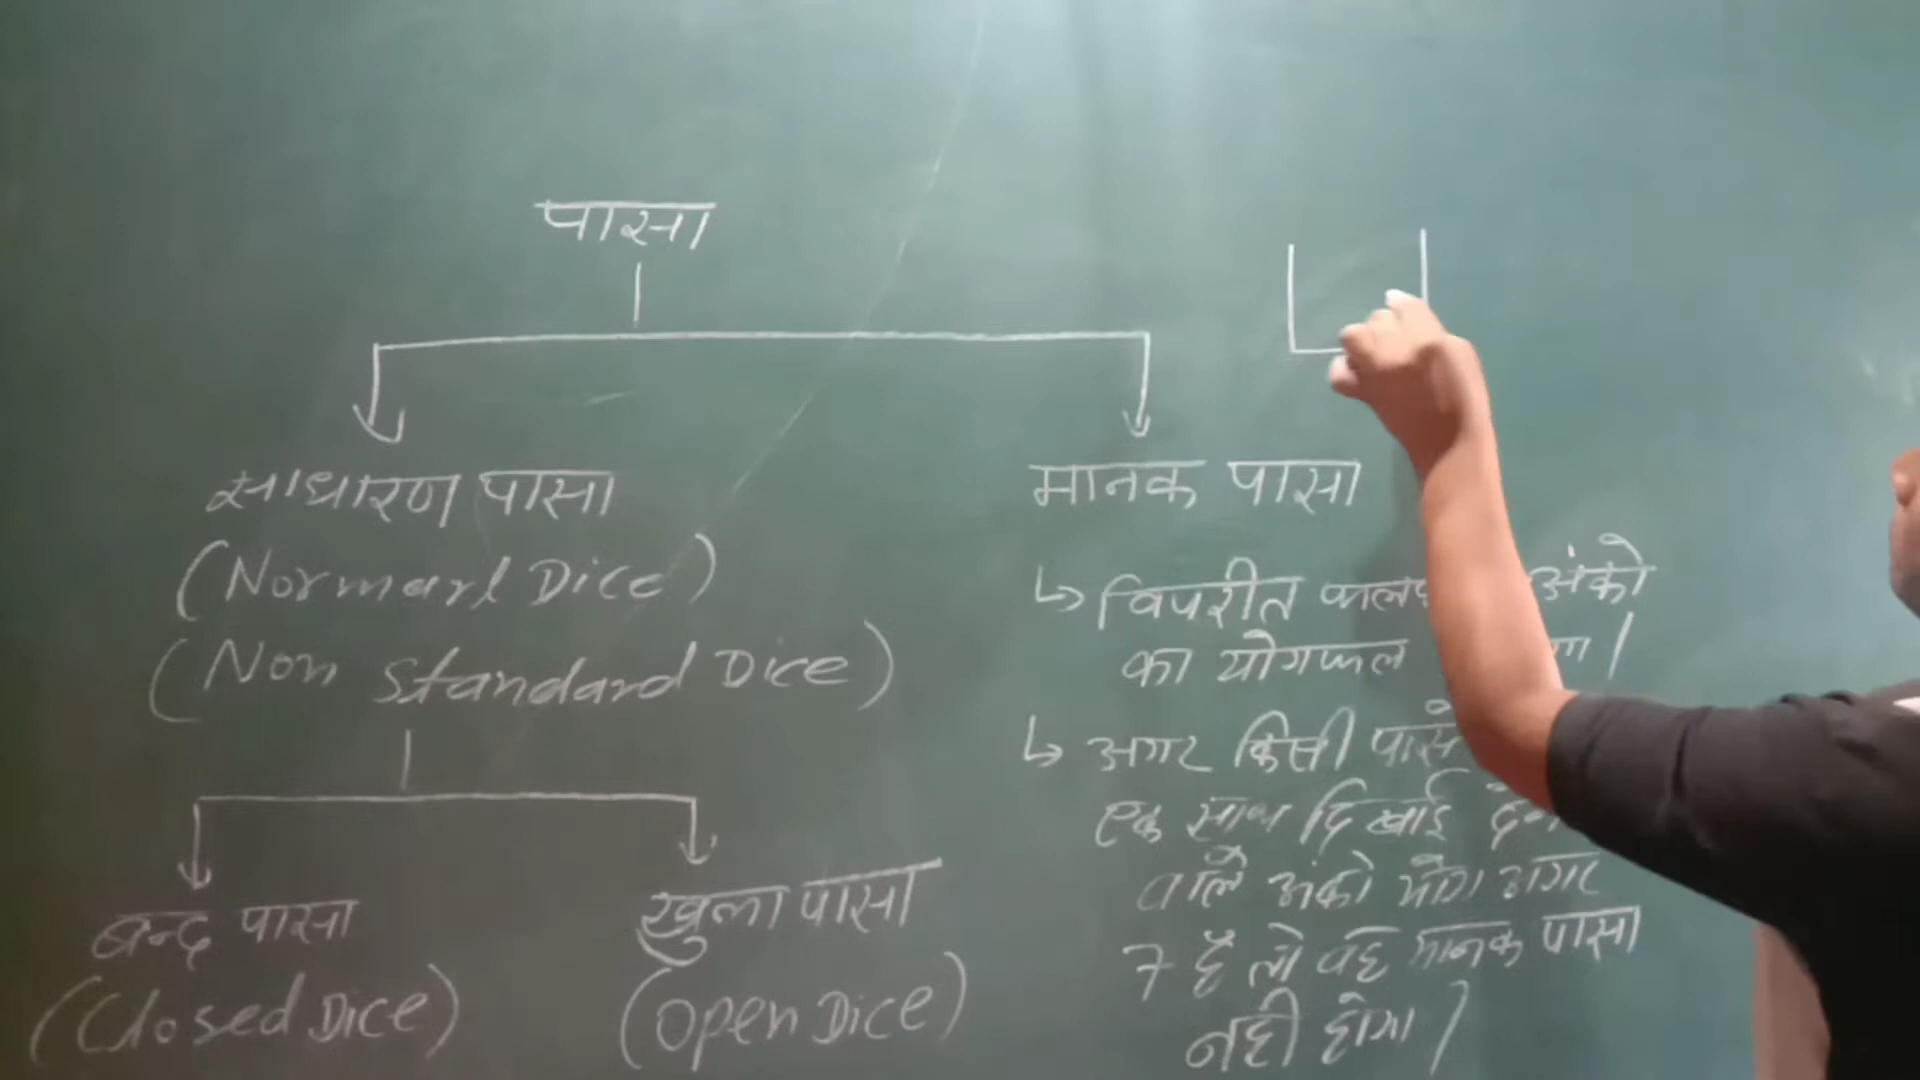 पासा
साधारण पासा
(Normarl Dice)
(Non Standard Dice)
बन्द पासा
(Closed Dice)
खुला पासा
(Open Dice)
मानक पासा
↳ विपरीत अंको
का योगफल
↳ अगर किसी पासे
एक साथ दिखाई
वाले अंको योग अगर
7 है तो वह मानक पासा
नही होगा।